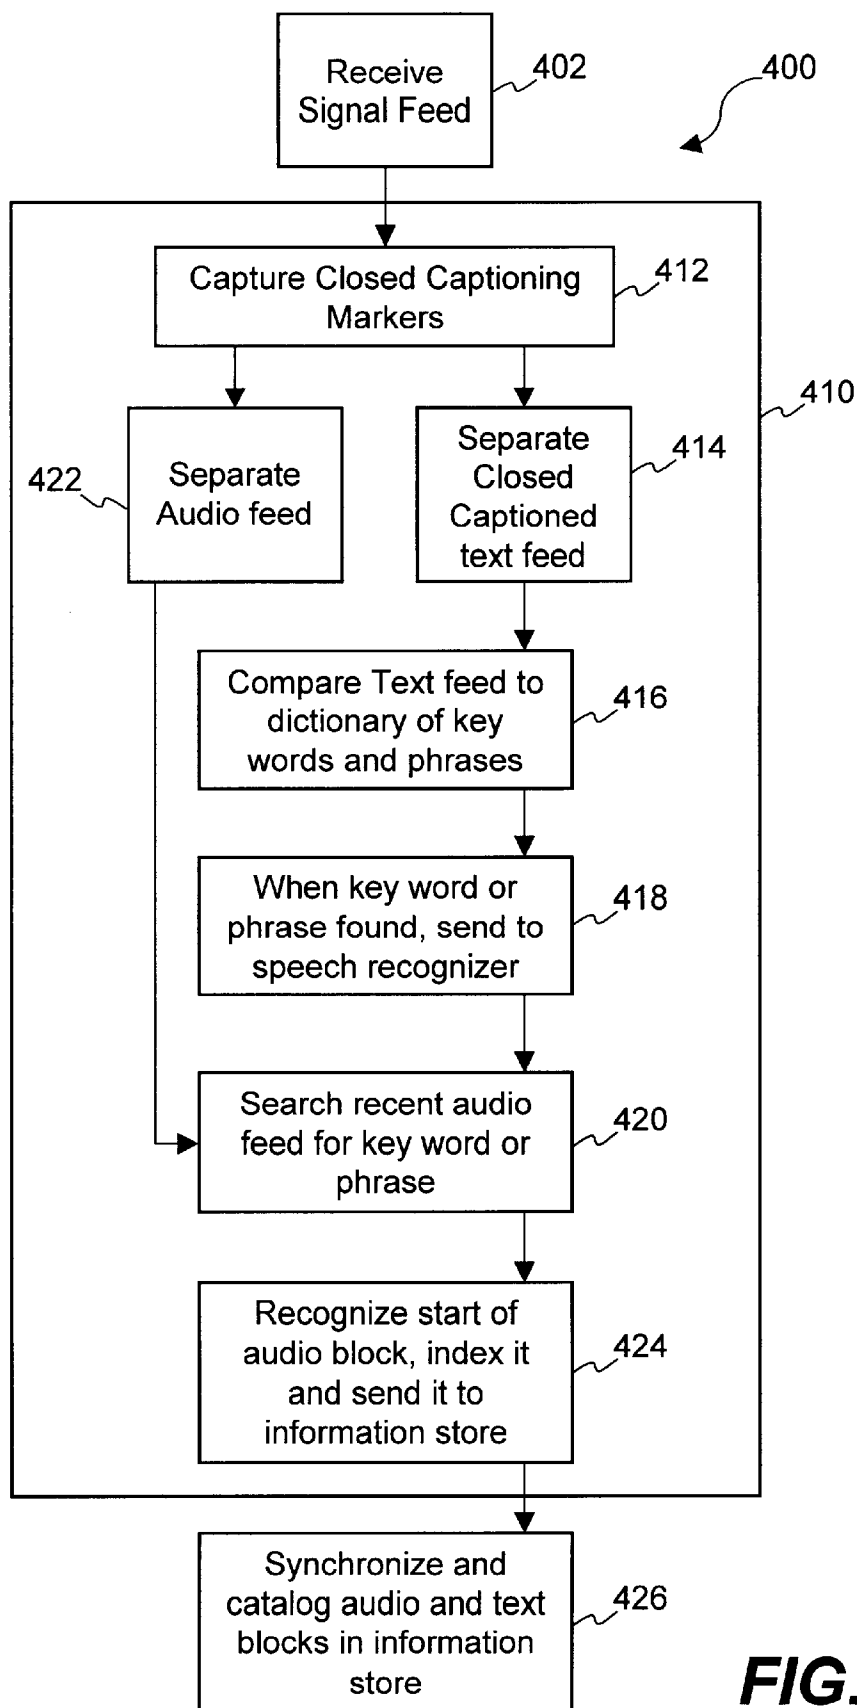 Receive
Signal Feed
402
400
Capture Closed Captioning
Markers
412
410
422
Separate
Audio feed
Separate
Closed
Captioned
text feed
414
Compare Text feed to
dictionary of key
words and phrases
416
When key word or
phrase found, send to
speech recognizer
418
Search recent audio
feed for key word or
phrase
420
Recognize start of
audio block, index it
and send it to
information store
424
Synchronize and
catalog audio and text
blocks in information
store
426
FIG.